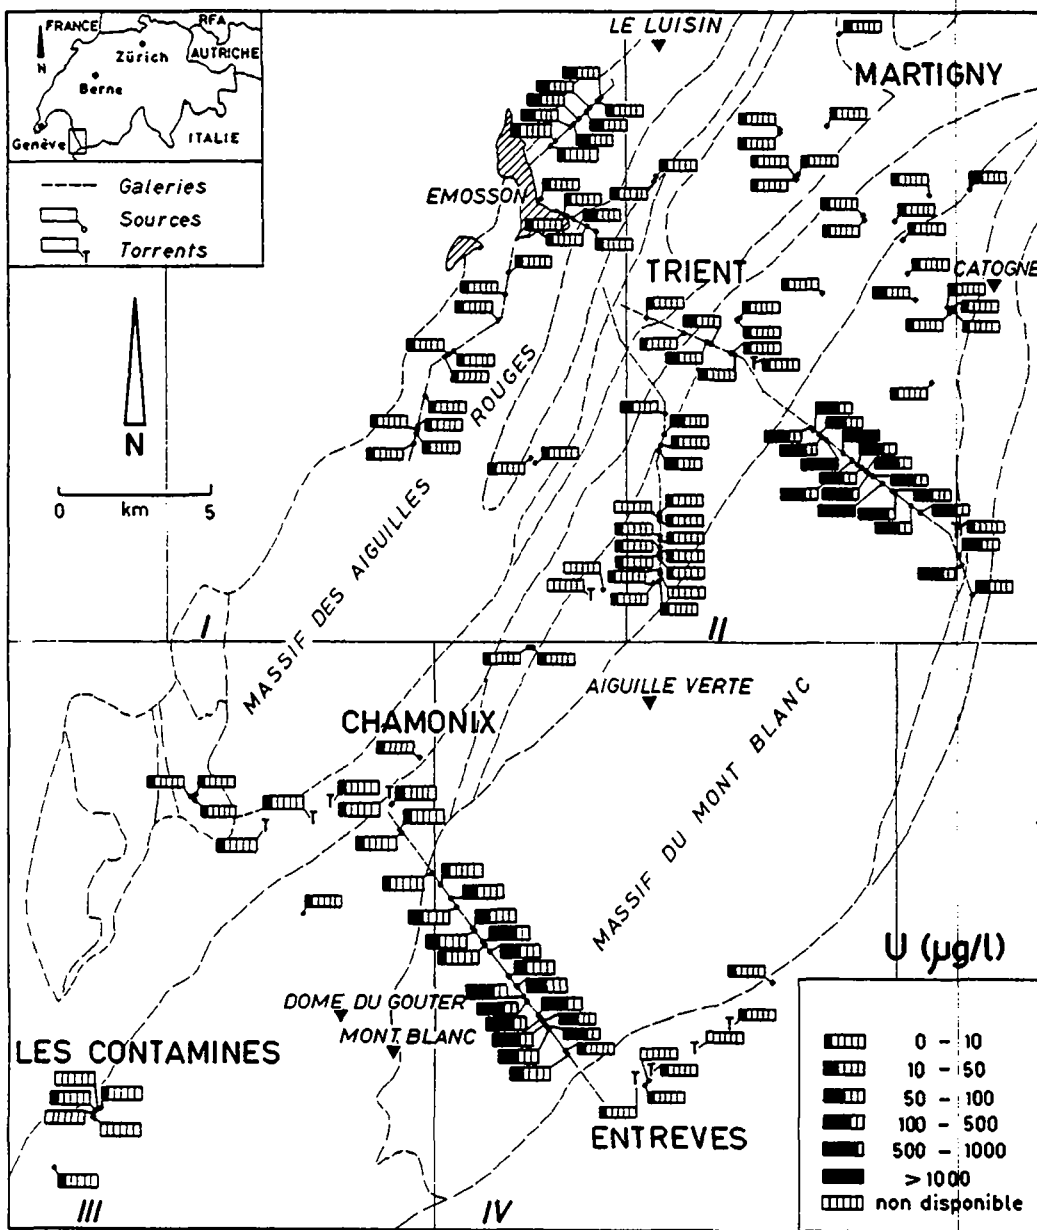 FRANCE
RFA
AUTRICHE
Zürich
Berne
N
Genève
ITALIE
Galeries
Sources
Torrents
T
LE LUISIN
MARTIGNY
EMOSSON
TRIENT
CATOGNE
T
N
0 km 5
MASSIF DES AIGUILLES ROUGES
T
T
I
II
AIGUILLE VERTE
CHAMONIX
T
T
T
T
MASSIF DU MONT BLANC
U (µg/l)
DOME DU GOUTER
MONT BLANC
T
T
T
T
LES CONTAMINES
ENTREVES
0 - 10
10 - 50
50 - 100
100 - 500
500 - 1000
>1000
non disponible
III
IV